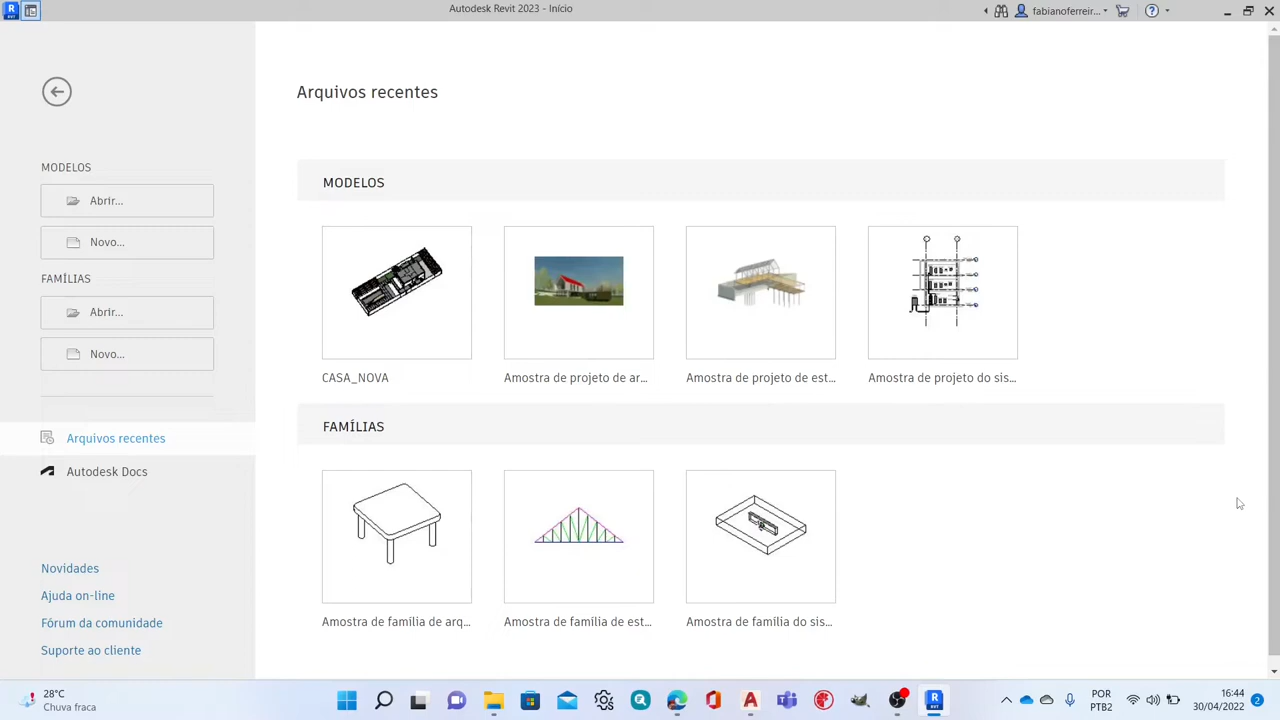 Autodesk Revit 2023 - Início
fabianoferreir...
Arquivos recentes
MODELOS
Abrir...
Novo...
FAMÍLIAS
Abrir...
Novo...
Arquivos recentes
Autodesk Docs
Novidades
Ajuda on-line
Fórum da comunidade
Suporte ao cliente
MODELOS
CASA_NOVA
Amostra de projeto de ar...
Amostra de projeto de est...
Amostra de projeto do sis...
FAMÍLIAS
Amostra de família de arq...
Amostra de família de est...
Amostra de família do sis...
28°C
Chuva fraca
POR
PTB2
16:44
30/04/2022
2